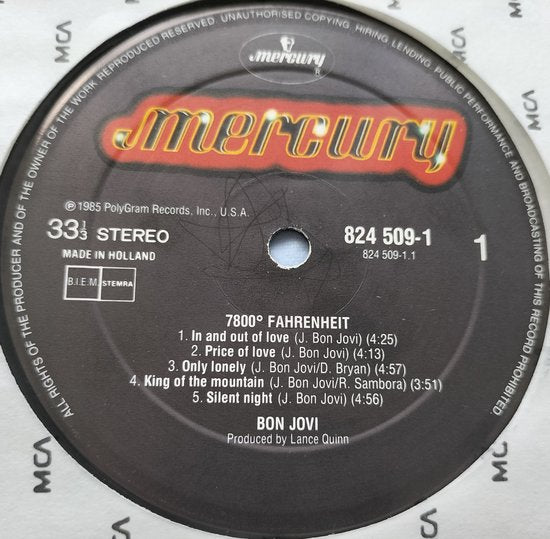 ALL RIGHTS OF THE PRODUCER AND OF THE OWNER OF THE WORK REPRODUCED RESERVED. UNAUTHORISED COPYING, HIRING LENDING, PUBLIC PERFORMANCE AND BROADCASTING OF THIS RECORD PROHIBITED.
mercury
®
mercury
℗ 1985 PolyGram Records, Inc., U.S.A.
33⅓ STEREO
824 509-1
1
MADE IN HOLLAND
824 509-1.1
B.I.E.M. STEMRA
7800° FAHRENHEIT
1. In and out of love (J. Bon Jovi) (4:25)
2. Price of love (J. Bon Jovi) (4:13)
3. Only lonely (J. Bon Jovi/D. Bryan) (4:57)
4. King of the mountain (J. Bon Jovi/R. Sambora) (3:51)
5. Silent night (J. Bon Jovi) (4:56)
BON JOVI
Produced by Lance Quinn
MCA
MCA
MCA
MCA